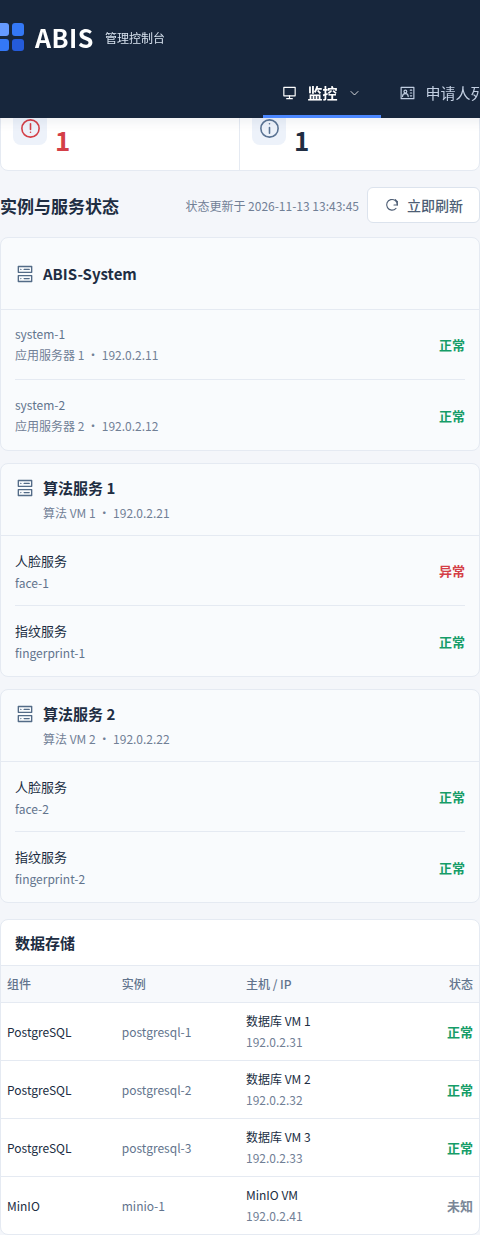 ABIS 管理控制台
监控 申请人列
1 1
实例与服务状态 状态更新于 2026-11-13 13:43:45 立即刷新
ABIS-System
system-1
应用服务器 1 • 192.0.2.11 正常
system-2
应用服务器 2 • 192.0.2.12 正常
算法服务 1
算法 VM 1 • 192.0.2.21
人脸服务
face-1 异常
指纹服务
fingerprint-1 正常
算法服务 2
算法 VM 2 • 192.0.2.22
人脸服务
face-2 正常
指纹服务
fingerprint-2 正常
数据存储
组件 实例 主机 / IP 状态
PostgreSQL postgresql-1 数据库 VM 1 正常
192.0.2.31
PostgreSQL postgresql-2 数据库 VM 2 正常
192.0.2.32
PostgreSQL postgresql-3 数据库 VM 3 正常
192.0.2.33
MinIO minio-1 MinIO VM 未知
192.0.2.41